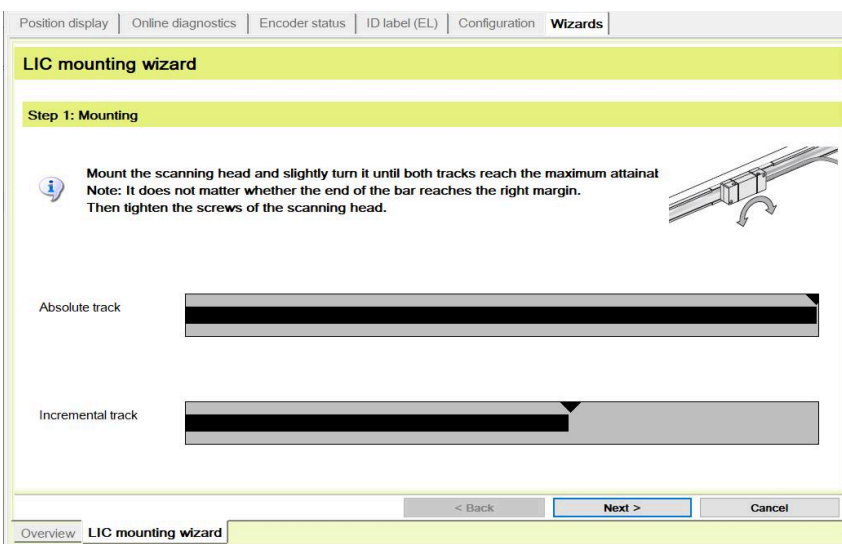 Position display
Online diagnostics
Encoder status
ID label (EL)
Configuration
Wizards
LIC mounting wizard
Step 1: Mounting
Mount the scanning head and slightly turn it until both tracks reach the maximum attainab
Note: It does not matter whether the end of the bar reaches the right margin.
Then tighten the screws of the scanning head.
Absolute track
Incremental track
< Back
Next >
Cancel
Overview
LIC mounting wizard